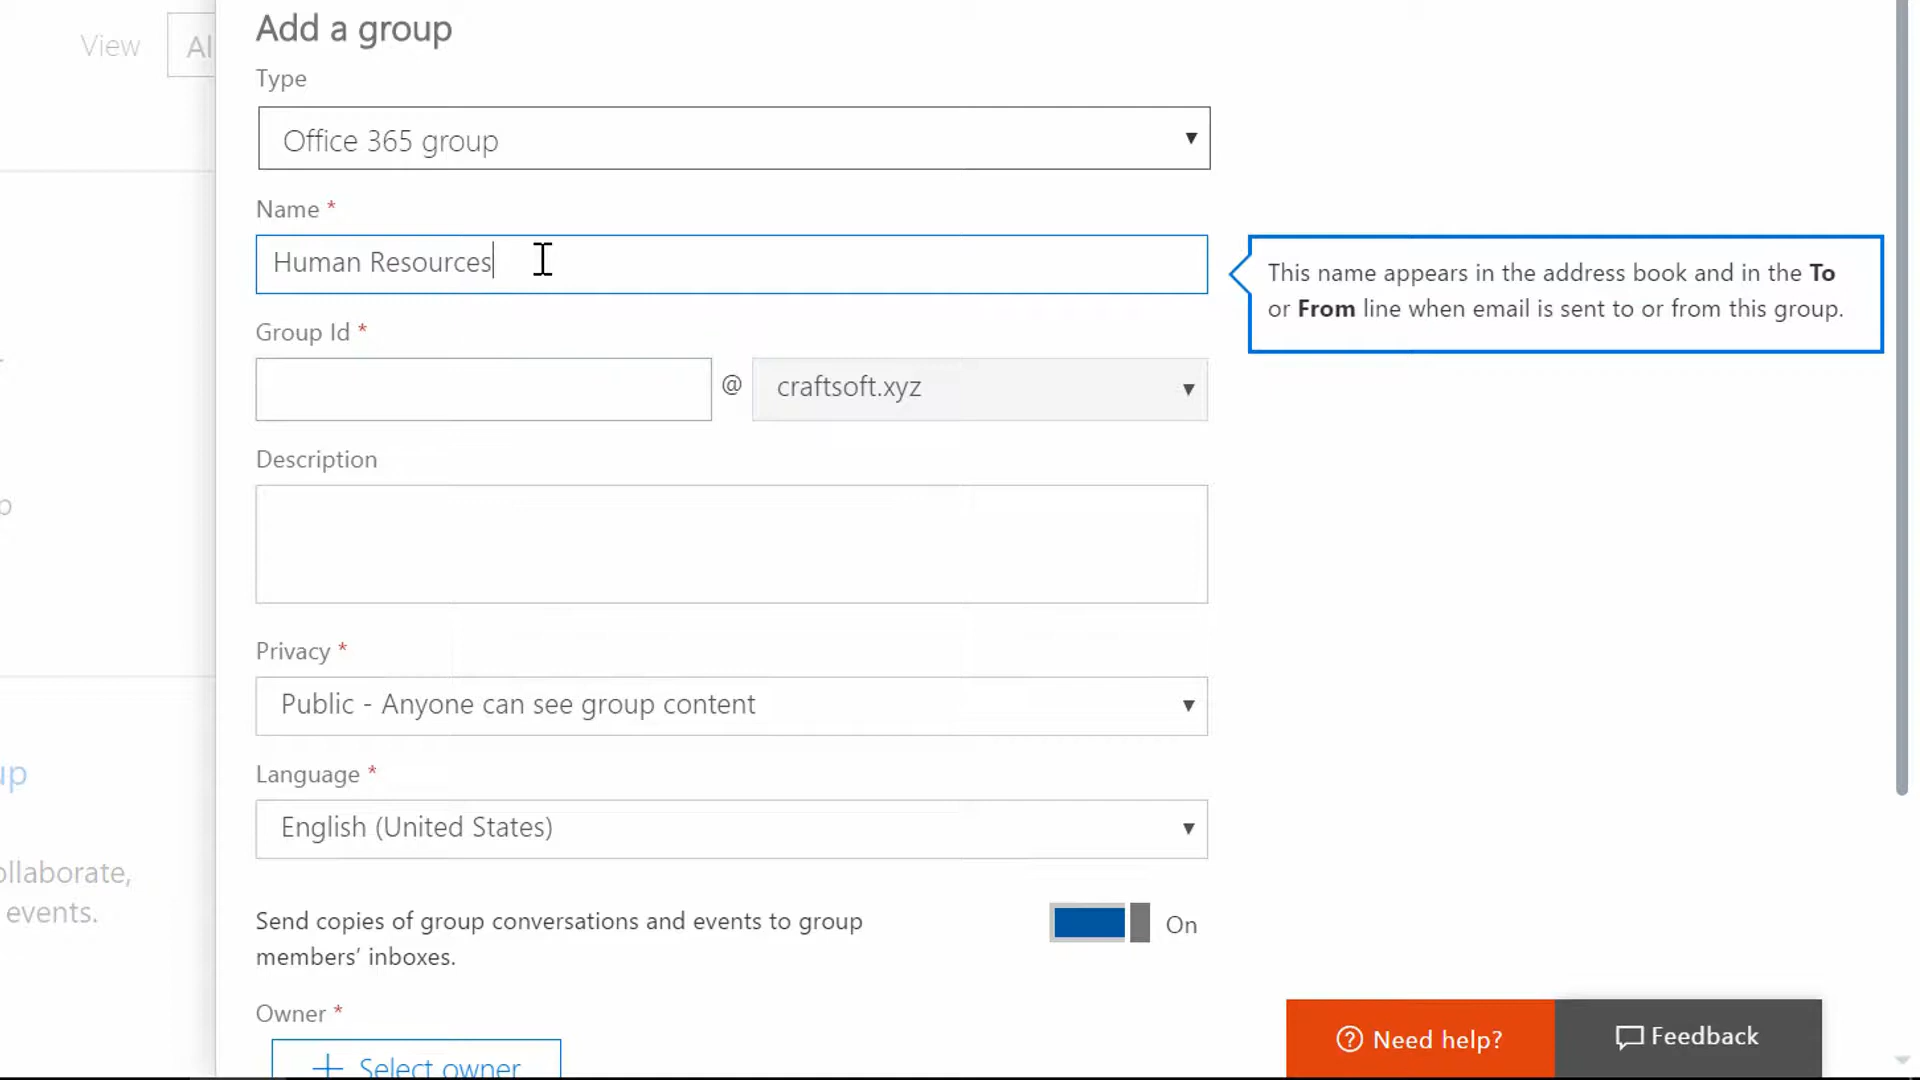 Add a group
View
Al
Type
Office 365 group
Name *
Human Resources
This name appears in the address book and in the To
or From line when email is sent to or from this group.
Group Id *
@
craftsoft.xyz
Description
Privacy *
Public - Anyone can see group content
Language *
English (United States)
up
ollaborate,
events.
Send copies of group conversations and events to group
members’ inboxes.
On
Owner *
Select owner
Need help?
Feedback